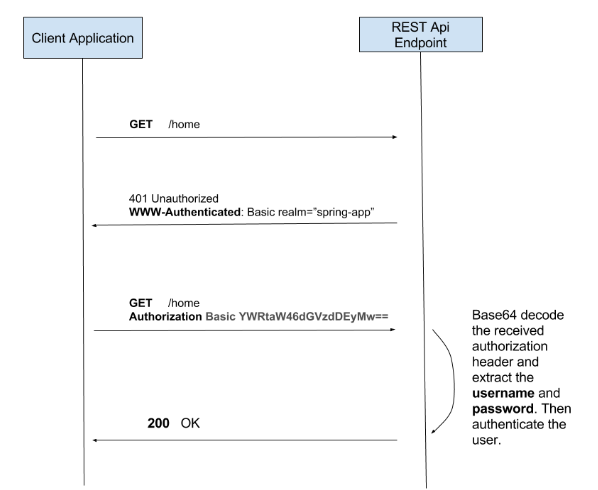 Client Application
REST Api
Endpoint
GET /home
401 Unauthorized
WWW-Authenticated: Basic realm=”spring-app”
GET /home
Authorization Basic YWRtaW46dGVzdDEyMw==
Base64 decode
the received
authorization
header and
extract the
username and
password. Then
authenticate the
user.
200 OK